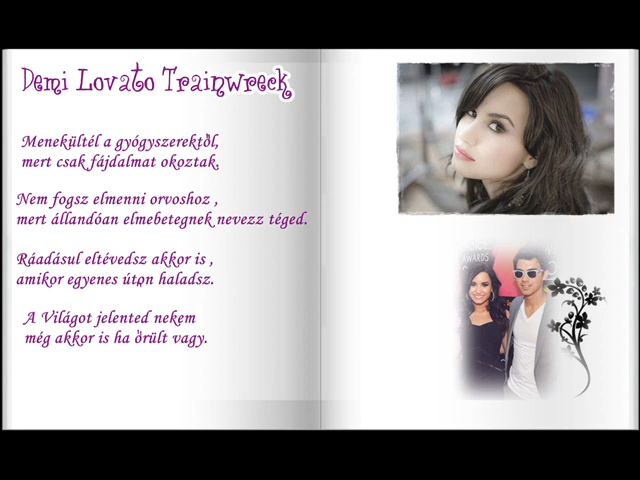 Demi Lovato Trainwreck
Menekültél a gyógyszerektől,
mert csak fájdalmat okoztak.
Nem fogsz elmenni orvoshoz ,
mert állandóan elmebetegnek nevezz téged.
Ráadásul eltévedsz akkor is ,
amikor egyenes úton haladsz.
A Világot jelented nekem
még akkor is ha őrült vagy.
AWARDS